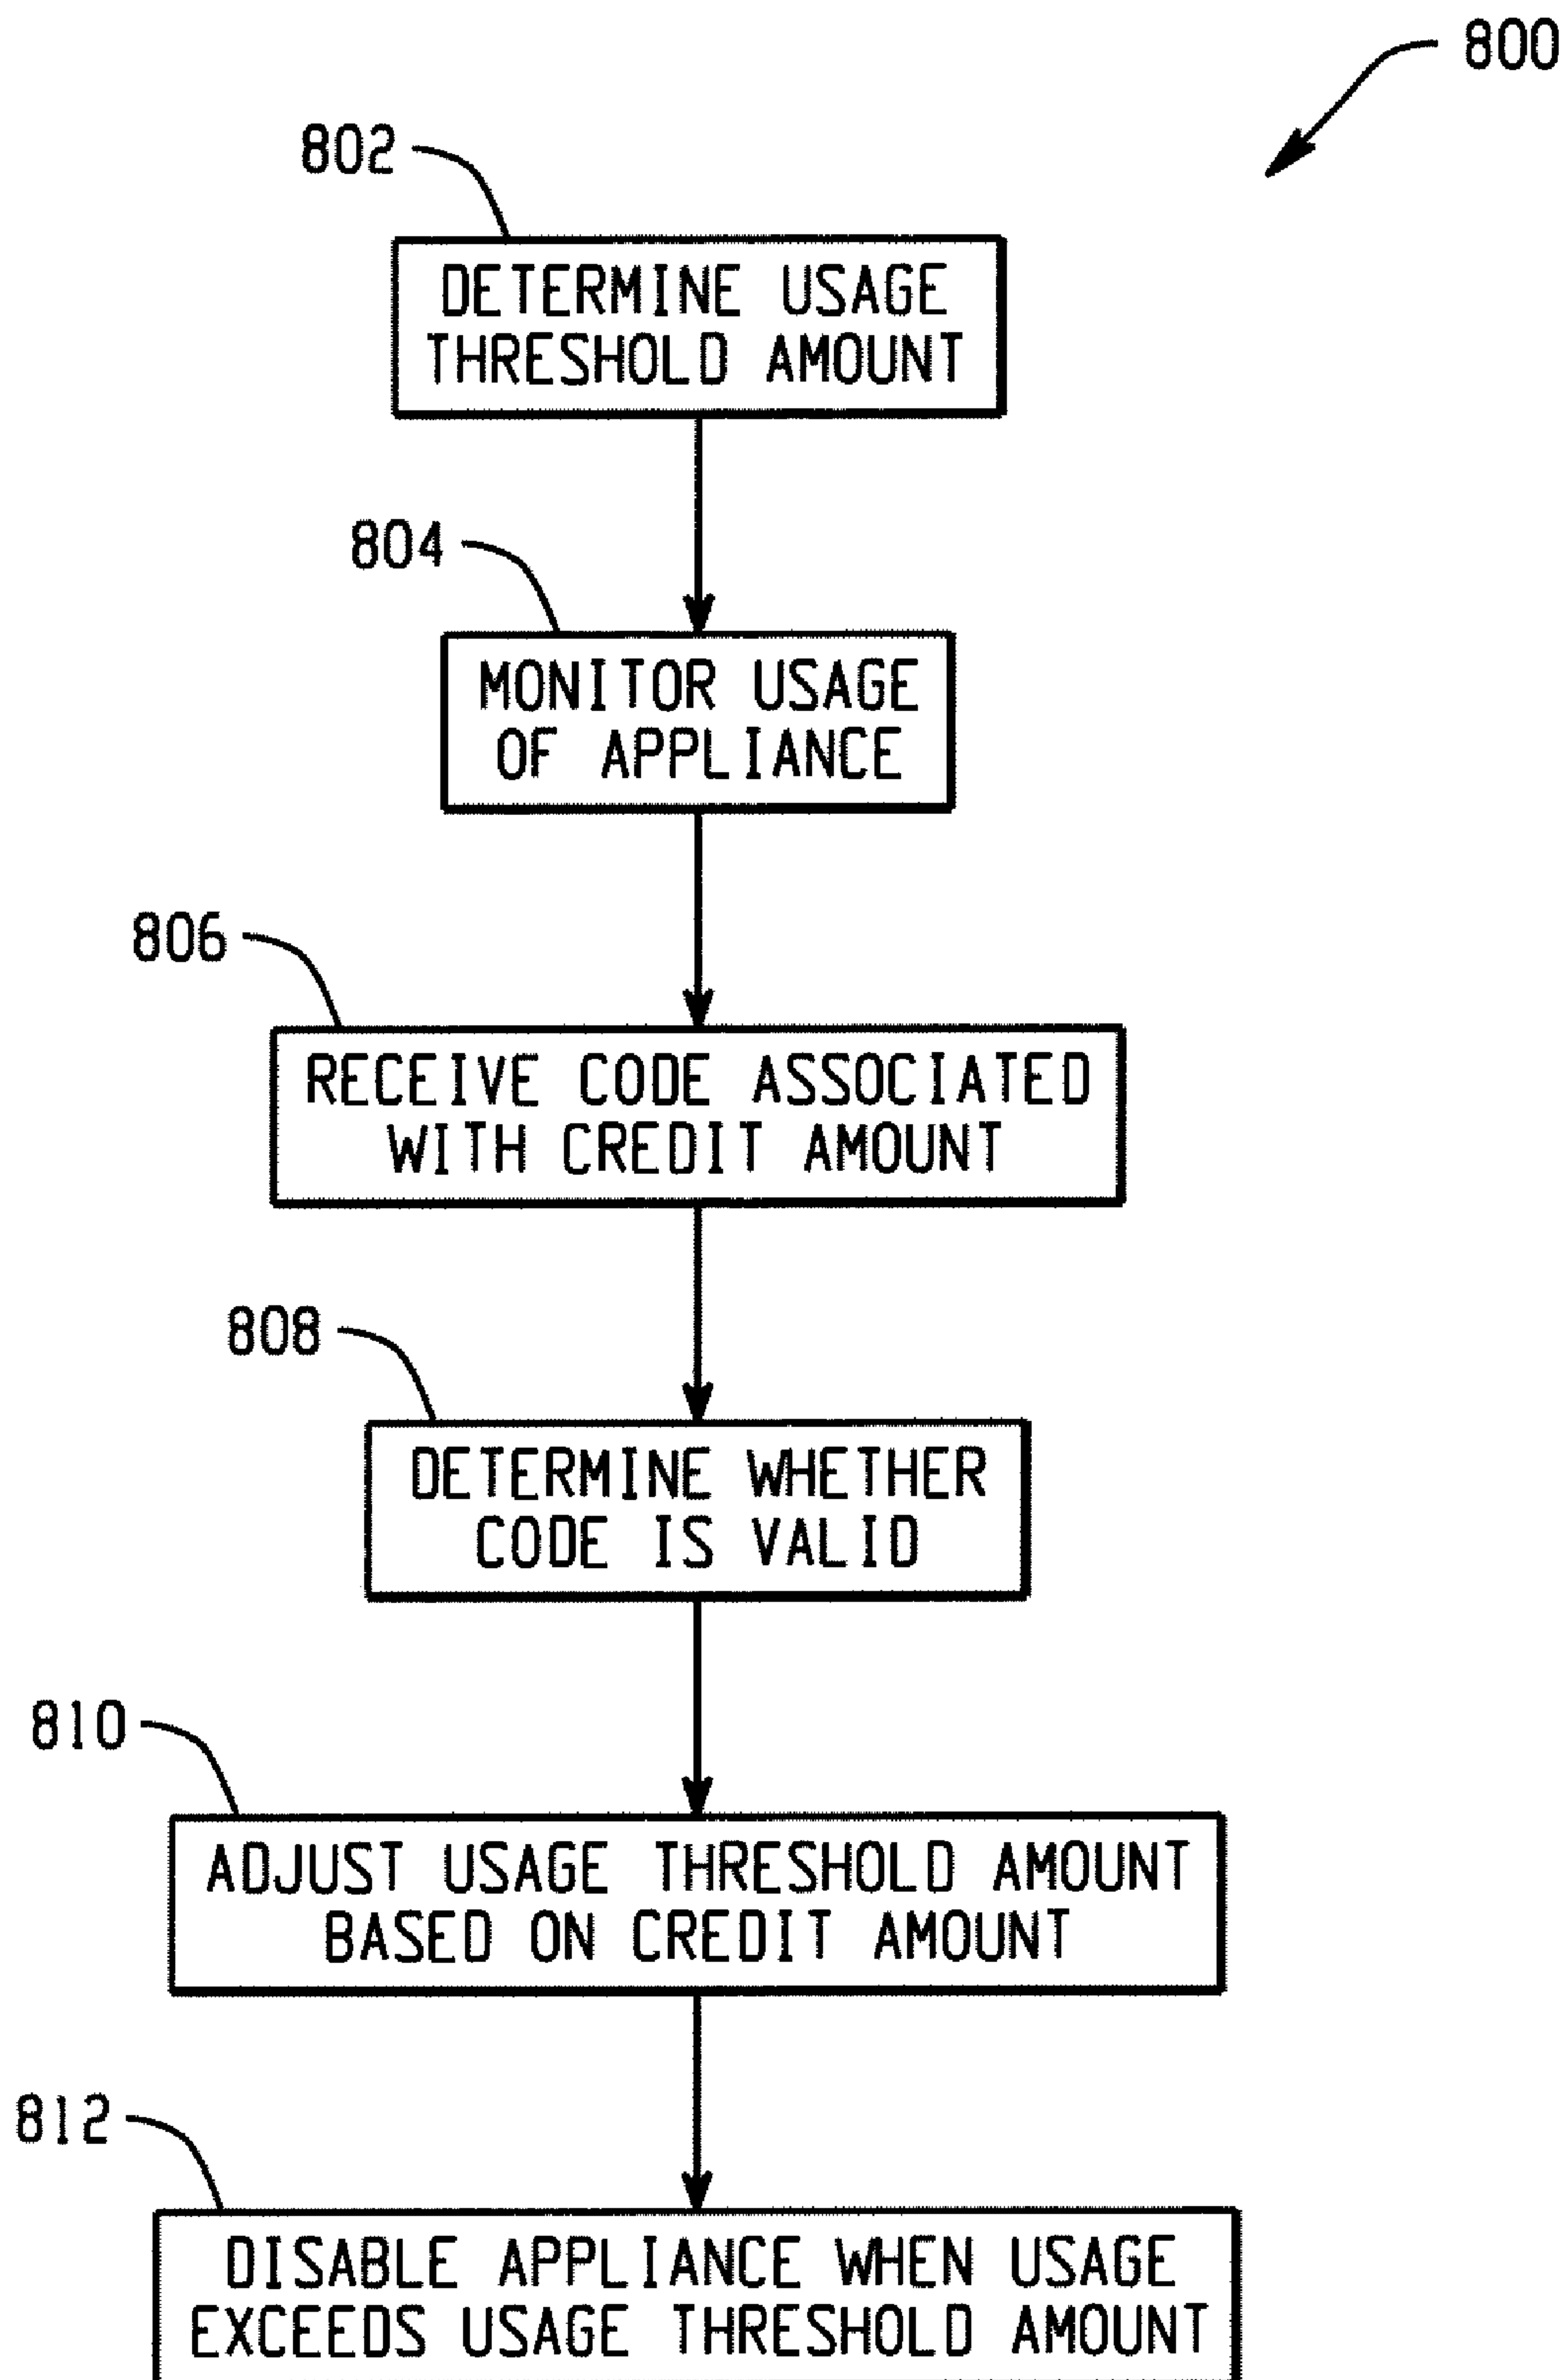 800
802
DETERMINE USAGE
THRESHOLD AMOUNT
804
MONITOR USAGE
OF APPLIANCE
806
RECEIVE CODE ASSOCIATED
WITH CREDIT AMOUNT
808
DETERMINE WHETHER
CODE IS VALID
810
ADJUST USAGE THRESHOLD AMOUNT
BASED ON CREDIT AMOUNT
812
DISABLE APPLIANCE WHEN USAGE
EXCEEDS USAGE THRESHOLD AMOUNT